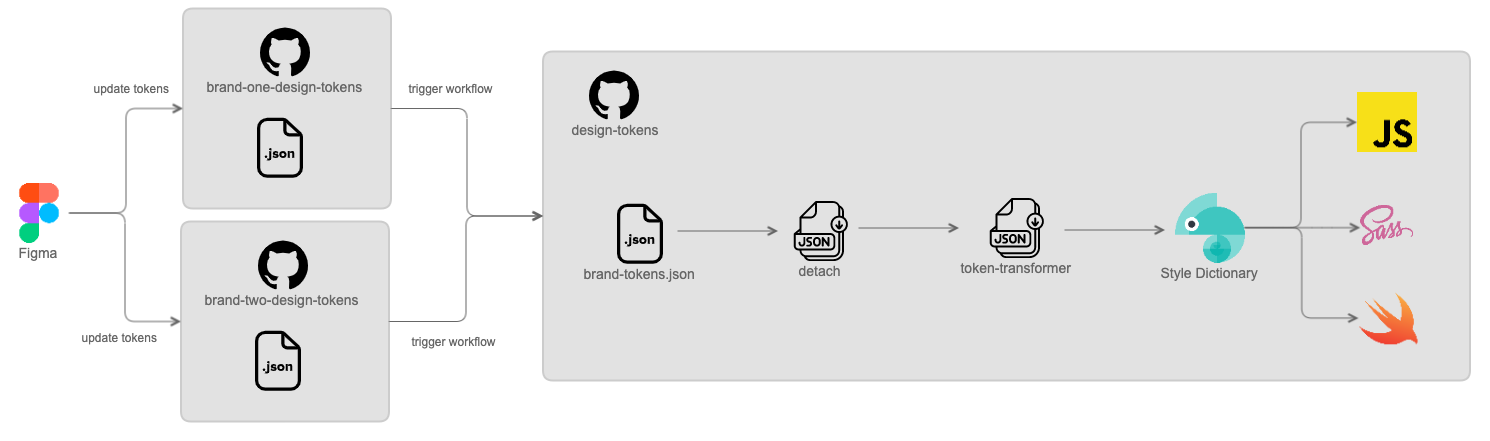 update tokens
brand-one-design-tokens
.json
trigger workflow
Figma
update tokens
brand-two-design-tokens
.json
trigger workflow
design-tokens
.json
brand-tokens.json
JSON
detach
JSON
token-transformer
Style Dictionary
JS
Sass